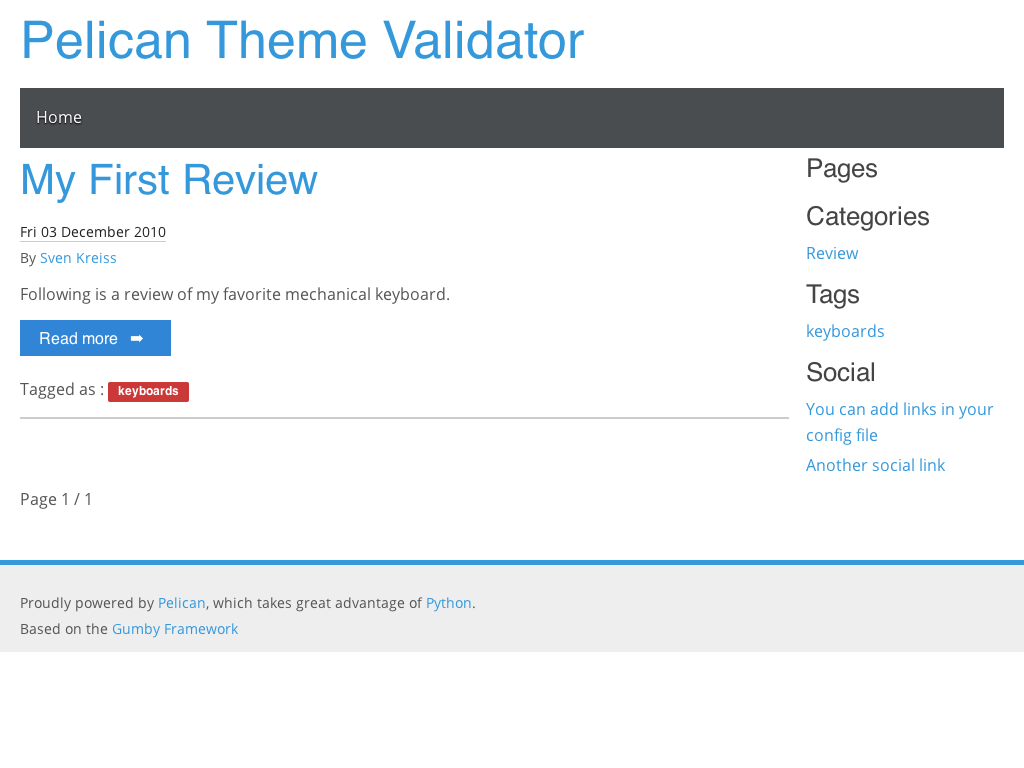 Pelican Theme Validator
Home
My First Review
Fri 03 December 2010
By Sven Kreiss
Following is a review of my favorite mechanical keyboard.
Read more ➡
Tagged as : keyboards
Page 1 / 1
Pages
Categories
Review
Tags
keyboards
Social
You can add links in your
config file
Another social link
Proudly powered by Pelican, which takes great advantage of Python.
Based on the Gumby Framework